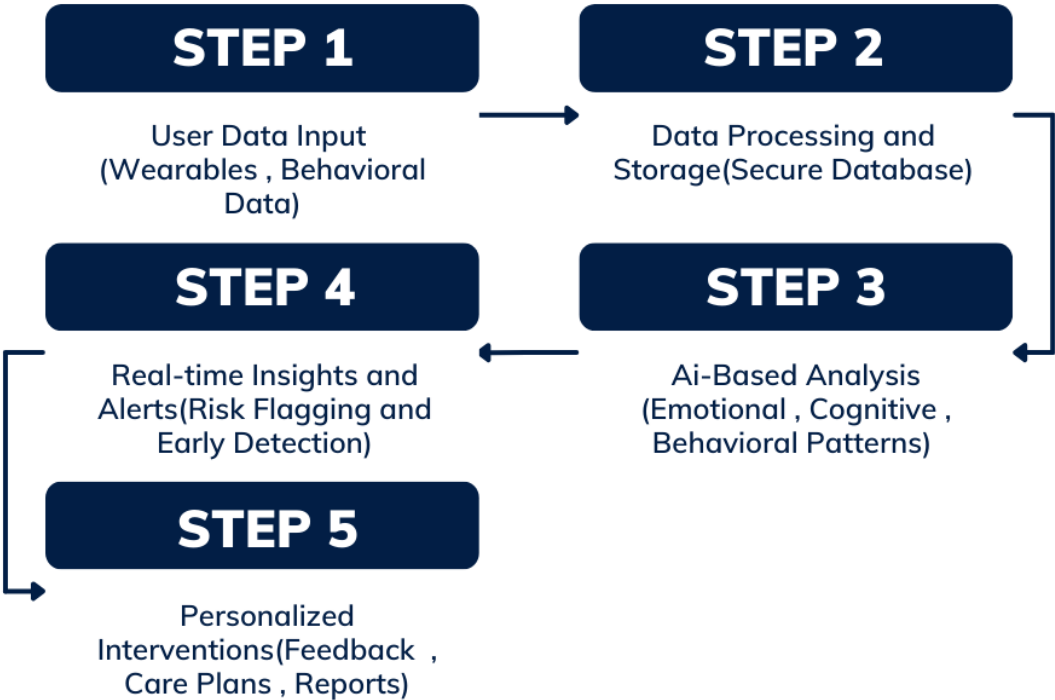 STEP 1
User Data Input
(Wearables , Behavioral
Data)
STEP 2
Data Processing and
Storage(Secure Database)
STEP 3
Ai-Based Analysis
(Emotional , Cognitive ,
Behavioral Patterns)
STEP 4
Real-time Insights and
Alerts(Risk Flagging and
Early Detection)
STEP 5
Personalized
Interventions(Feedback  ,
Care Plans , Reports)